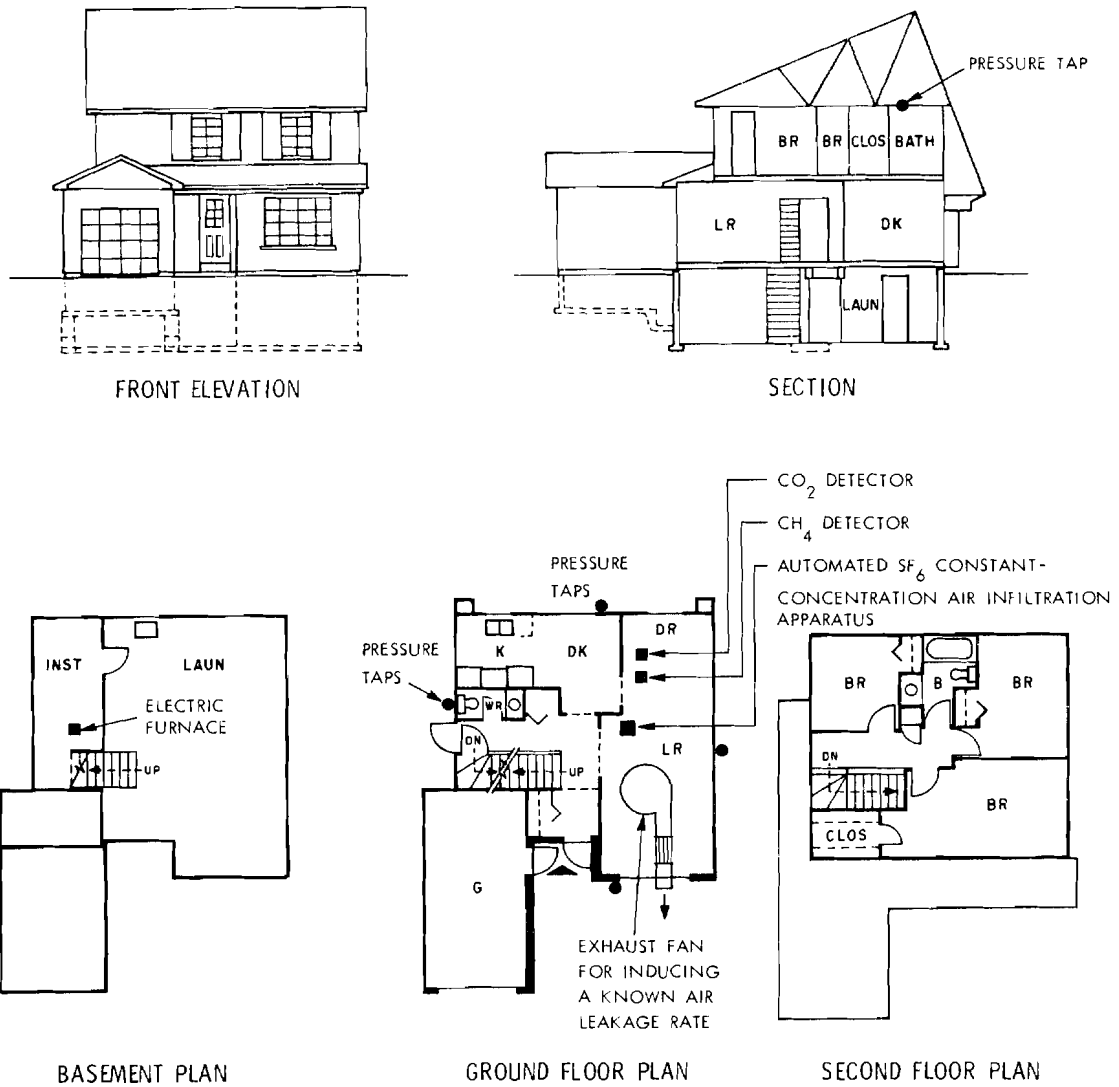 PRESSURE TAP
BR
BR
CLOS
BATH
LR
DK
LAUN
FRONT ELEVATION
SECTION
CO2 DETECTOR
CH4 DETECTOR
AUTOMATED SF6 CONSTANT-
CONCENTRATION AIR INFILTRATION
APPARATUS
INST
LAUN
ELECTRIC
FURNACE
UP
BASEMENT PLAN
PRESSURE
TAPS
PRESSURE
TAPS
K
DK
DR
WR
DN
UP
LR
G
EXHAUST FAN
FOR INDUCING
A KNOWN AIR
LEAKAGE RATE
GROUND FLOOR PLAN
BR
B
BR
DN
BR
CLOS
SECOND FLOOR PLAN